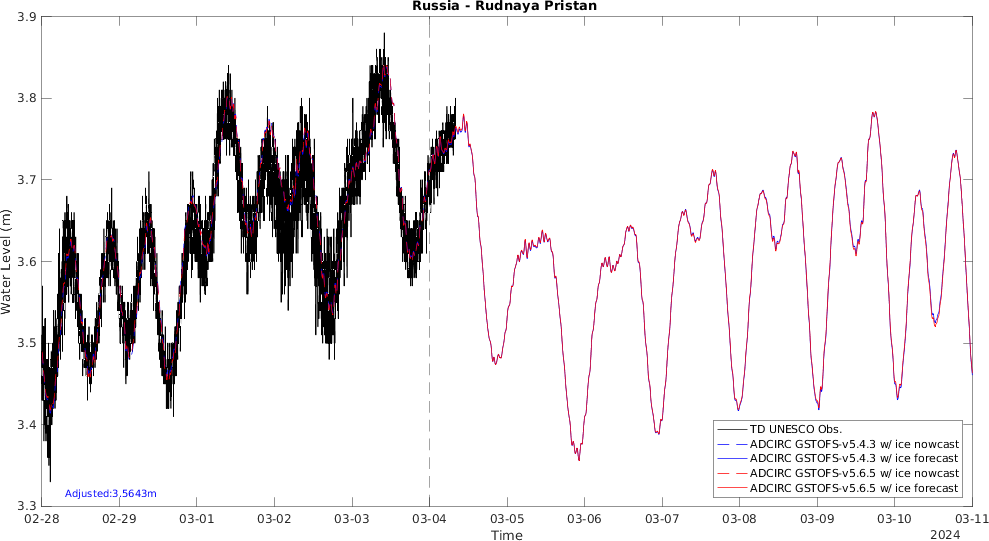 Russia - Rudnaya Pristan
3.9
3.8
3.7
3.6
3.5
3.4
3.3
Water Level (m)
TD UNESCO Obs.
ADCIRC GSTOFS-v5.4.3 w/ ice nowcast
ADCIRC GSTOFS-v5.4.3 w/ ice forecast
ADCIRC GSTOFS-v5.6.5 w/ ice nowcast
ADCIRC GSTOFS-v5.6.5 w/ ice forecast
Adjusted:3.5643m
02-28 02-29 03-01 03-02 03-03 03-04 03-05 03-06 03-07 03-08 03-09 03-10 03-11
Time
2024